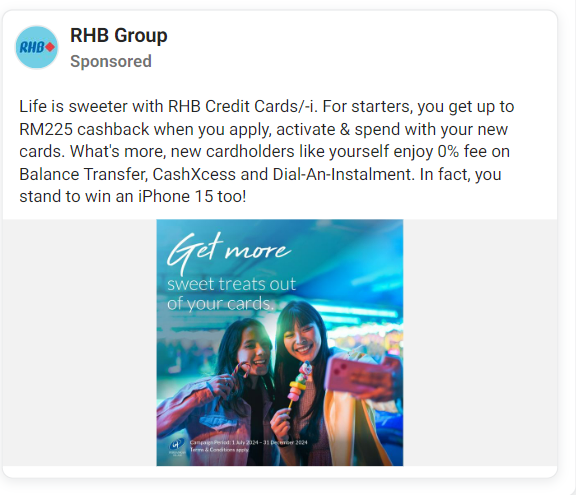 RHB Group
RHB
Sponsored
Life is sweeter with RHB Credit Cards/-i. For starters, you get up to
RM225 cashback when you apply, activate & spend with your new
cards. What's more, new cardholders like yourself enjoy 0% fee on
Balance Transfer, CashXcess and Dial-An-Instalment. In fact, you
stand to win an iPhone 15 too!
Get more
sweet treats out
of your cards.
Campaign Period: 1 July 2024 – 31 December 2024
Terms & Conditions apply.